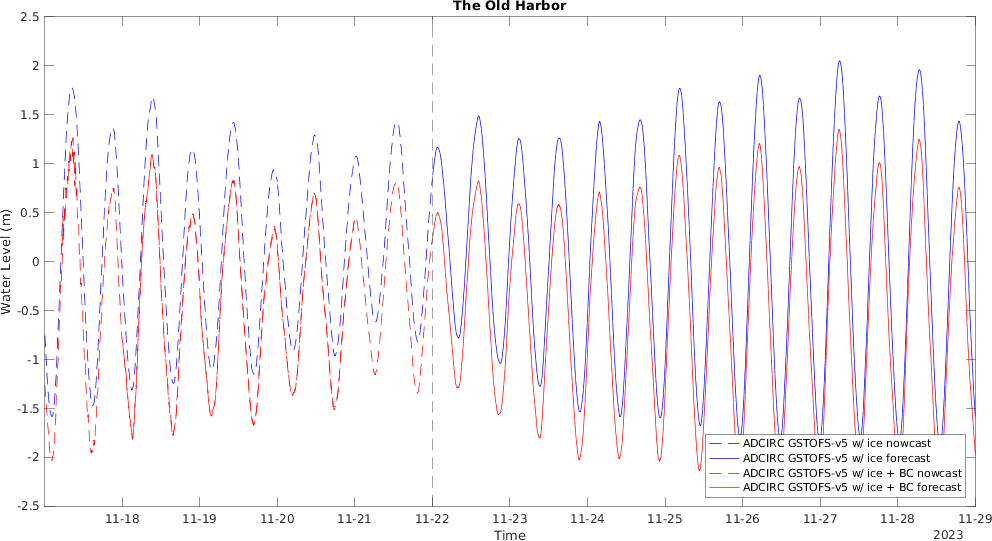 The Old Harbor
2.5
2
1.5
1
0.5
0
-0.5
-1
-1.5
-2
-2.5
Water Level (m)
ADCIRC GSTOFS-v5 w/ ice nowcast
ADCIRC GSTOFS-v5 w/ ice forecast
ADCIRC GSTOFS-v5 w/ ice + BC nowcast
ADCIRC GSTOFS-v5 w/ ice + BC forecast
11-18 11-19 11-20 11-21 11-22 11-23 11-24 11-25 11-26 11-27 11-28 11-29
Time
2023